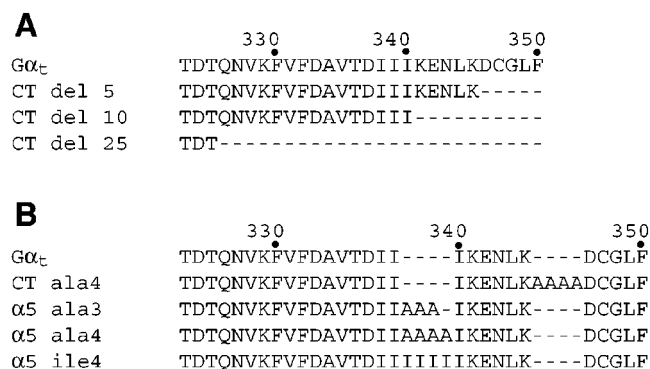 A
330 340 350
Gαt TDTQNVKFVFDAVTDIIIKENLKDCGLF
CT del 5 TDTQNVKFVFDAVTDIIIKENLK-----
CT del 10 TDTQNVKFVFDAVTDIII----------
CT del 25 TDT-------------------------
B
330 340 350
Gαt TDTQNVKFVFDAVTDII----IKENLK----DCGLF
CT ala4 TDTQNVKFVFDAVTDII----IKENLKAAAADCGLF
α5 ala3 TDTQNVKFVFDAVTDIIAAA-IKENLK----DCGLF
α5 ala4 TDTQNVKFVFDAVTDIIAAAAIKENLK----DCGLF
α5 ile4 TDTQNVKFVFDAVTDIIIIIIIKENLK----DCGLF